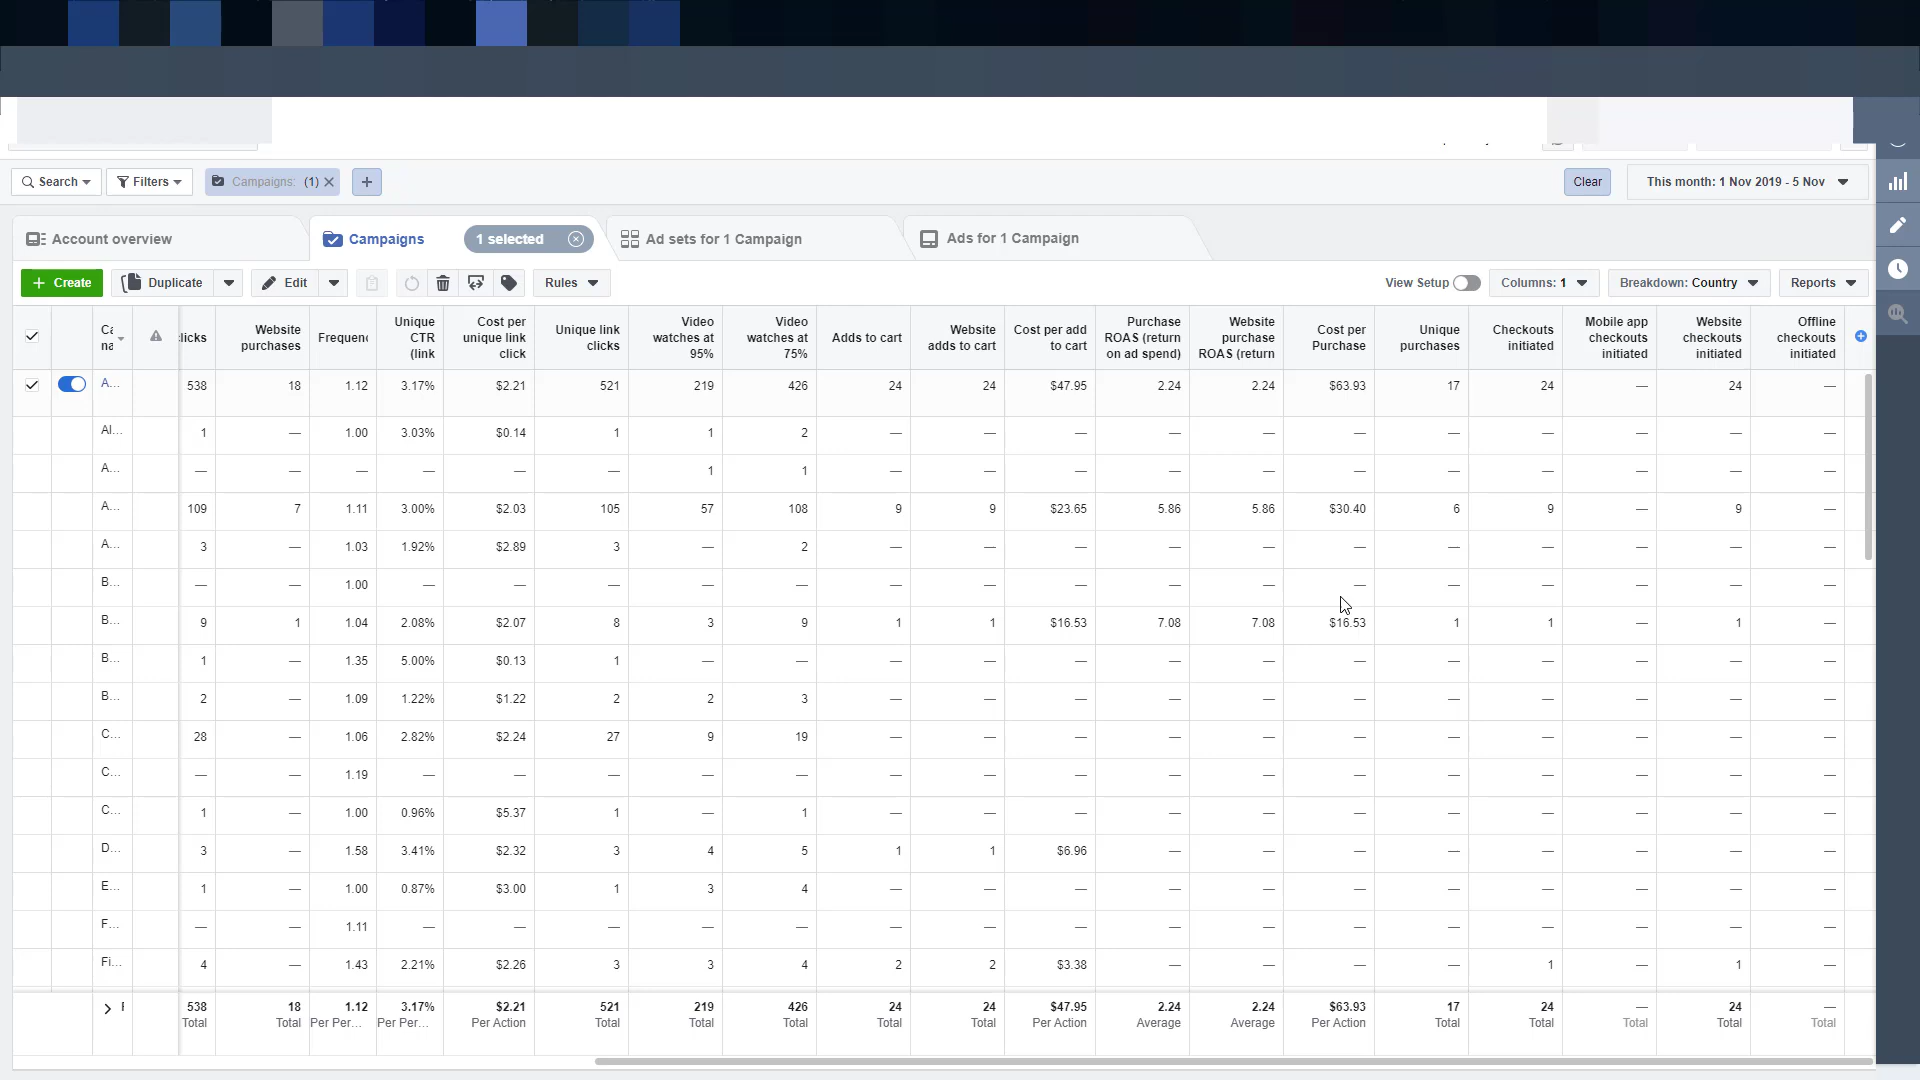 Search Filters Campaigns: (1) Clear This month: 1 Nov 2019 - 5 Nov
Account overview Campaigns 1 selected Ad sets for 1 Campaign Ads for 1 Campaign
Create Duplicate Edit Rules View Setup Columns: 1 Breakdown: Country Reports
Ca na licks Website purchases Frequenc Unique CTR (link Cost per unique link click Unique link clicks Video watches at 95% Video watches at 75% Adds to cart Website adds to cart Cost per add to cart Purchase ROAS (return on ad spend) Website purchase ROAS (return Cost per Purchase Unique purchases Checkouts initiated Mobile app checkouts initiated Website checkouts initiated Offline checkouts initiated
A... 538 18 1.12 3.17% $2.21 521 219 426 24 24 $47.95 2.24 2.24 $63.93 17 24 — 24 —
Al... 1 — 1.00 3.03% $0.14 1 1 2 — — — — — — — — — — —
A... — — — — — — 1 1 — — — — — — — — — — —
A... 109 7 1.11 3.00% $2.03 105 57 108 9 9 $23.65 5.86 5.86 $30.40 6 9 — 9 —
A... 3 — 1.03 1.92% $2.89 3 — 2 — — — — — — — — — — —
B... — — 1.00 — — — — — — — — — — — — — — — —
B... 9 1 1.04 2.08% $2.07 8 3 9 1 1 $16.53 7.08 7.08 $16.53 1 1 — 1 —
B... 1 — 1.35 5.00% $0.13 1 — — — — — — — — — — — — —
B... 2 — 1.09 1.22% $1.22 2 2 3 — — — — — — — — — — —
C... 28 — 1.06 2.82% $2.24 27 9 19 — — — — — — — — — — —
C... — — 1.19 — — — — — — — — — — — — — — — —
C... 1 — 1.00 0.96% $5.37 1 — 1 — — — — — — — — — — —
D... 3 — 1.58 3.41% $2.32 3 4 5 1 1 $6.96 — — — — — — — —
E... 1 — 1.00 0.87% $3.00 1 3 4 — — — — — — — — — — —
F... — — 1.11 — — — — — — — — — — — — — — — —
Fi... 4 — 1.43 2.21% $2.26 3 3 4 2 2 $3.38 — — — — 1 — 1 —
538 18 1.12 3.17% $2.21 521 219 426 24 24 $47.95 2.24 2.24 $63.93 17 24 — 24 —
Total Total Per Per... Per Per... Per Action Total Total Total Total Total Per Action Average Average Per Action Total Total Total Total Total